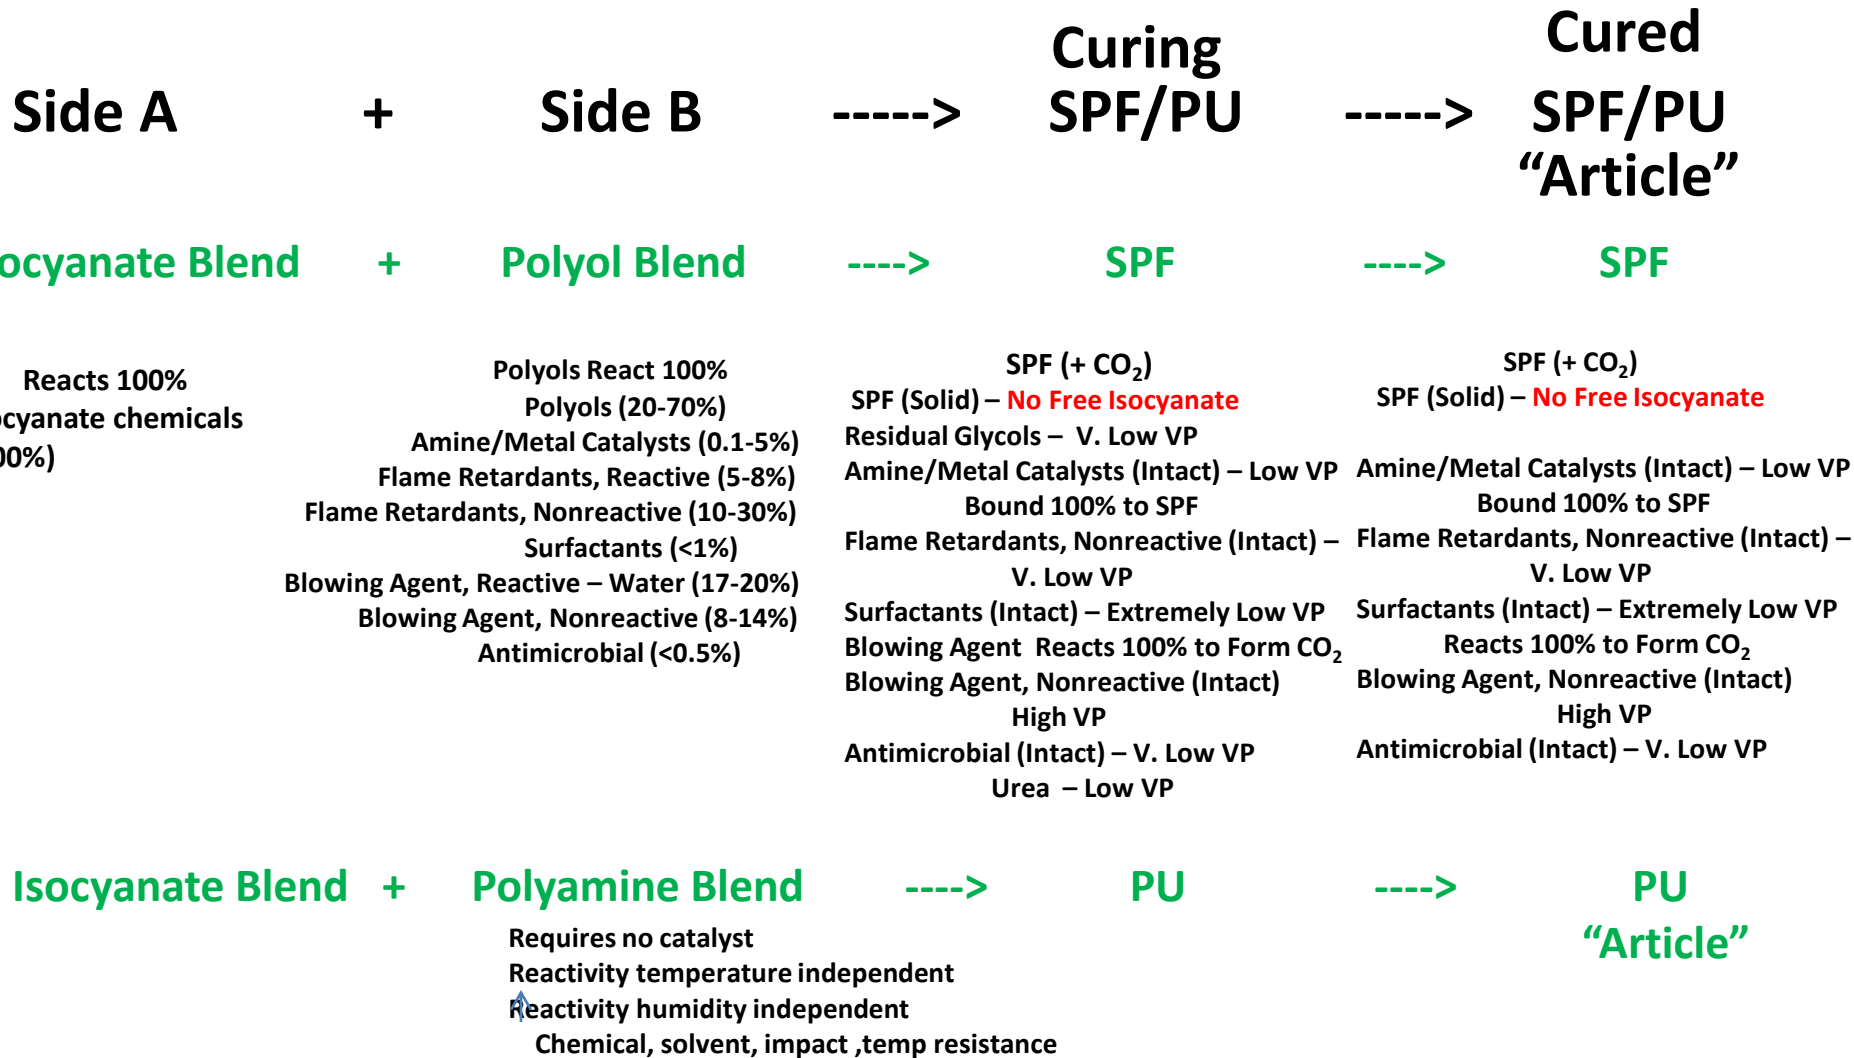 Side A + Side B -----> Curing SPF/PU -----> Cured SPF/PU “Article”
ocyanate Blend + Polyol Blend ----> SPF ----> SPF
Reacts 100%
ocyanate chemicals
00%)
Polyols React 100%
Polyols (20-70%)
Amine/Metal Catalysts (0.1-5%)
Flame Retardants, Reactive (5-8%)
Flame Retardants, Nonreactive (10-30%)
Surfactants (<1%)
Blowing Agent, Reactive – Water (17-20%)
Blowing Agent, Nonreactive (8-14%)
Antimicrobial (<0.5%)
SPF (+ CO₂)
SPF (Solid) – No Free Isocyanate
Residual Glycols – V. Low VP
Amine/Metal Catalysts (Intact) – Low VP
Bound 100% to SPF
Flame Retardants, Nonreactive (Intact) –
V. Low VP
Surfactants (Intact) – Extremely Low VP
Blowing Agent Reacts 100% to Form CO₂
Blowing Agent, Nonreactive (Intact)
High VP
Antimicrobial (Intact) – V. Low VP
Urea – Low VP
SPF (+ CO₂)
SPF (Solid) – No Free Isocyanate
Amine/Metal Catalysts (Intact) – Low VP
Bound 100% to SPF
Flame Retardants, Nonreactive (Intact) –
V. Low VP
Surfactants (Intact) – Extremely Low VP
Reacts 100% to Form CO₂
Blowing Agent, Nonreactive (Intact)
High VP
Antimicrobial (Intact) – V. Low VP
Isocyanate Blend + Polyamine Blend ----> PU ----> PU
“Article”
Requires no catalyst
Reactivity temperature independent
Reactivity humidity independent
Chemical, solvent, impact ,temp resistance